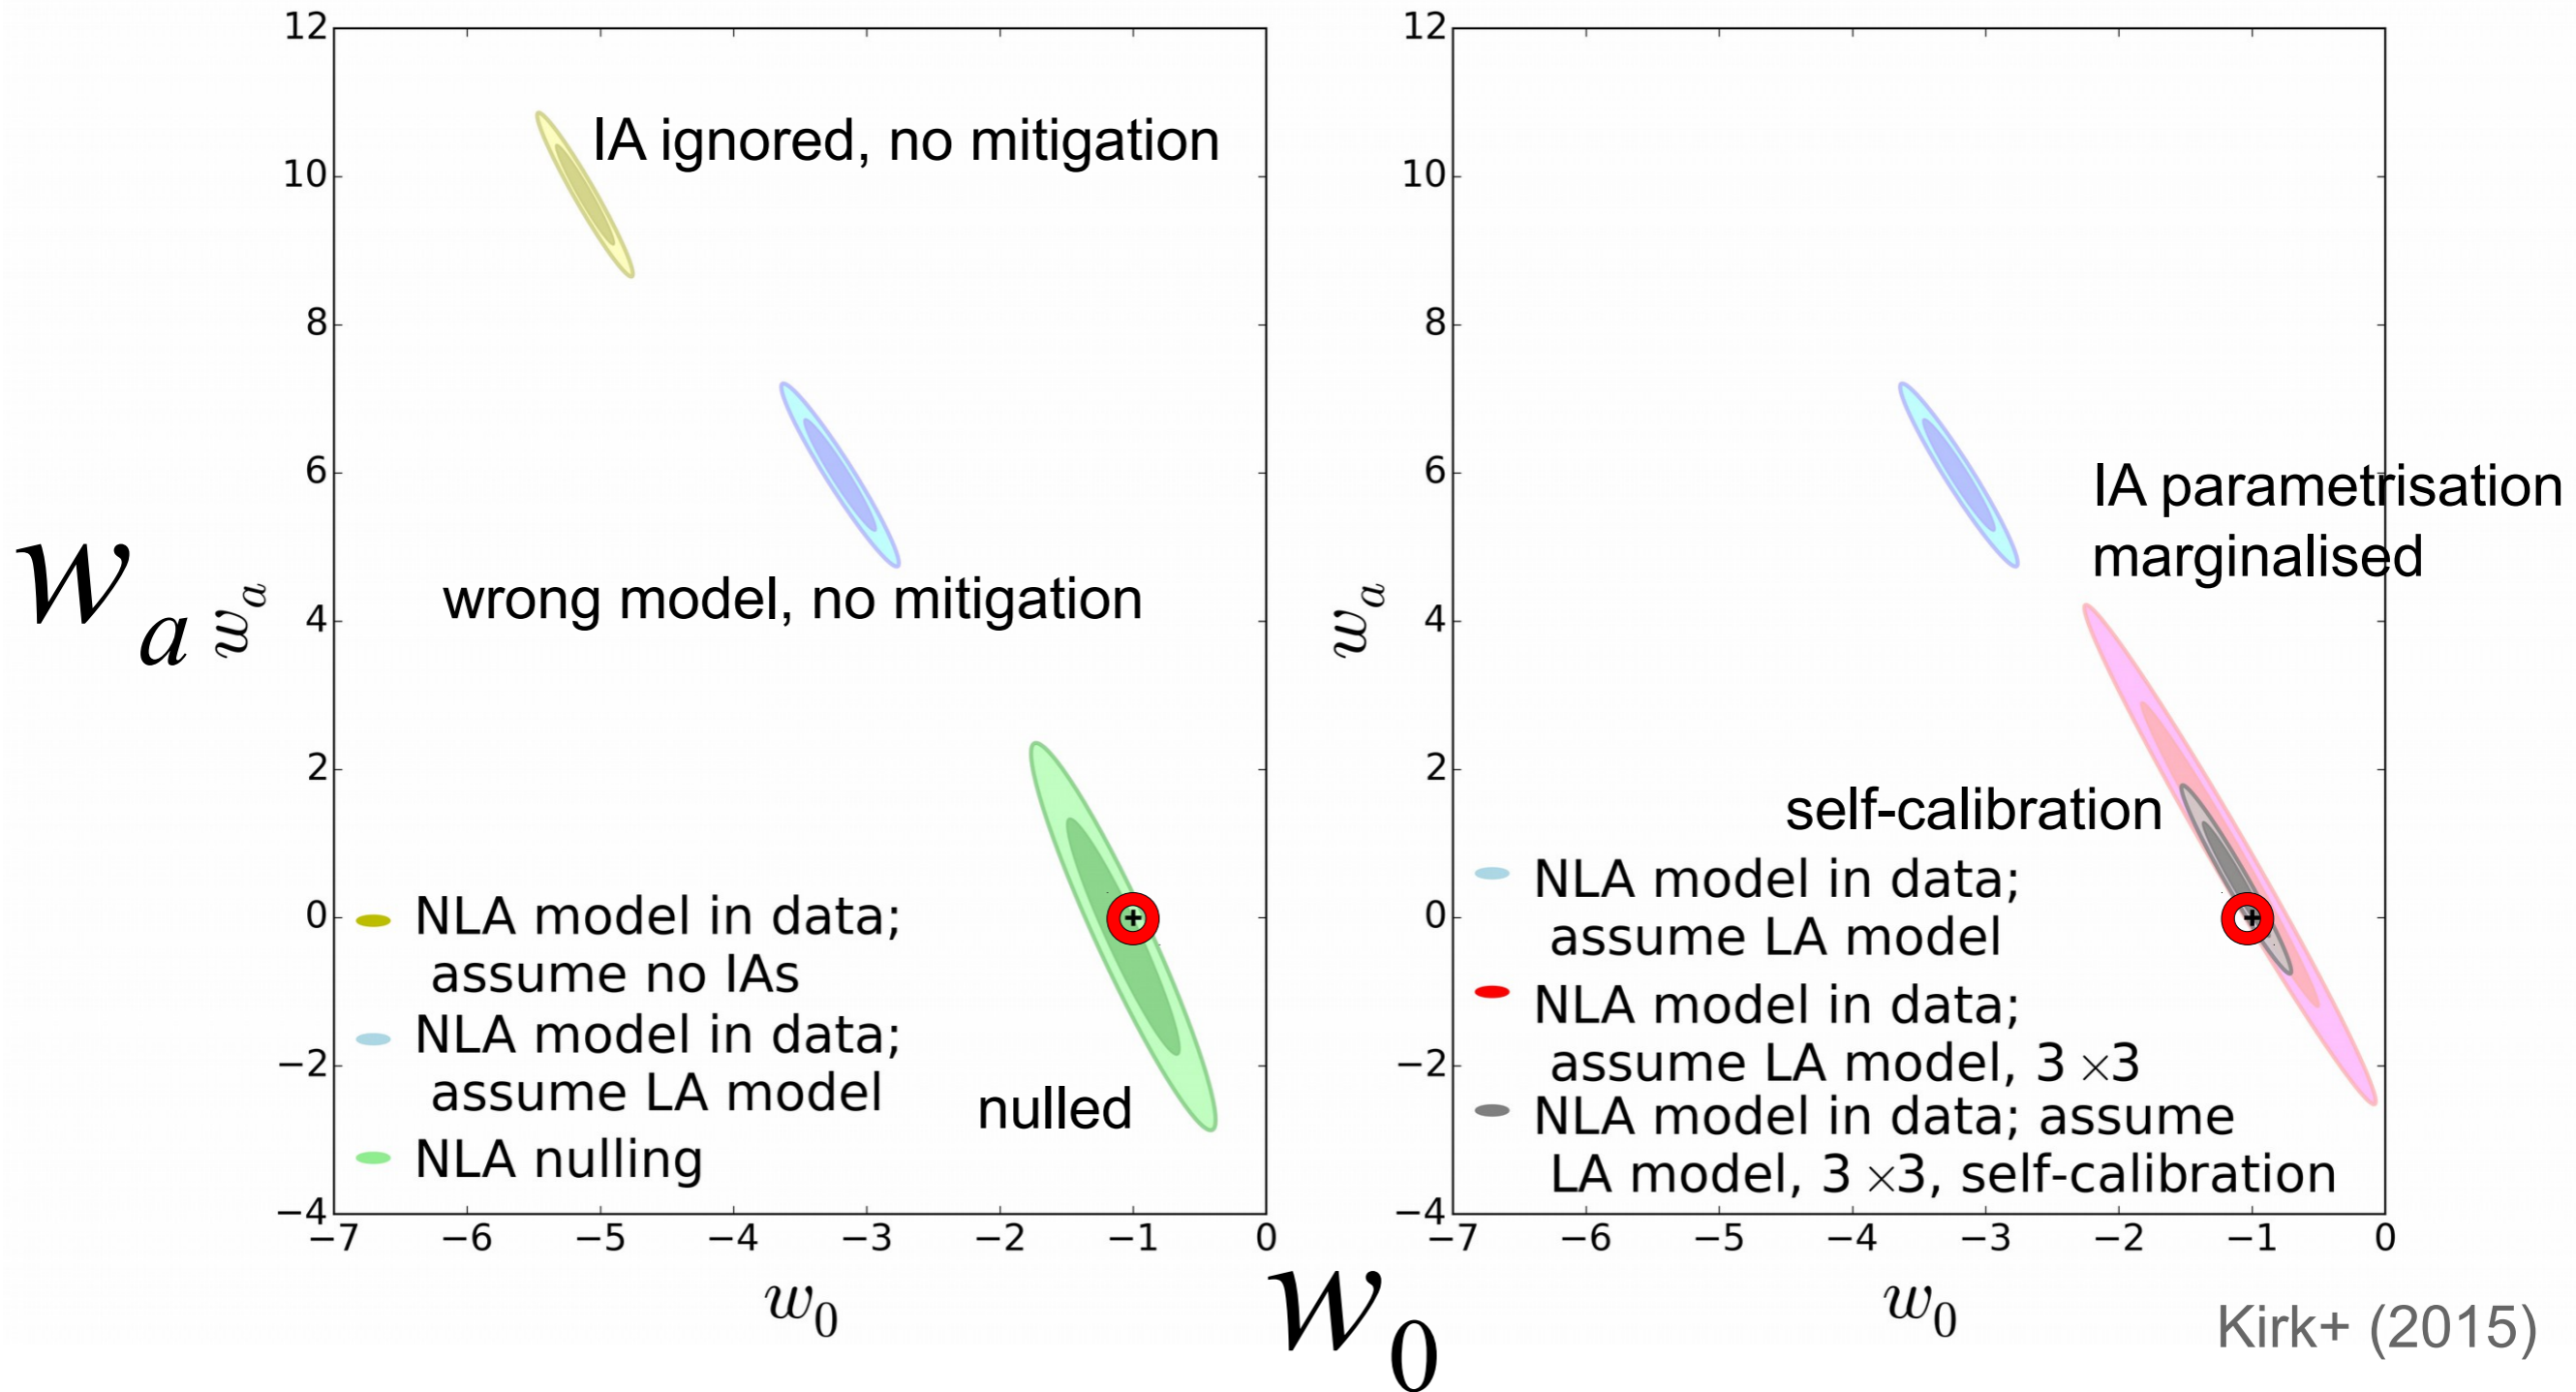 12
10
8
6
4
2
0
−2
−4
−7 −6 −5 −4 −3 −2 −1 0
w_a
w_a
w_0
IA ignored, no mitigation
wrong model, no mitigation
NLA model in data;
assume no IAs
NLA model in data;
assume LA model
NLA nulling
nulled
12
10
8
6
4
2
0
−2
−4
−7 −6 −5 −4 −3 −2 −1 0
w_a
w_0
w_0
IA parametrisation
marginalised
self-calibration
NLA model in data;
assume LA model
NLA model in data;
assume LA model, 3 ×3
NLA model in data; assume
LA model, 3 ×3, self-calibration
Kirk+ (2015)